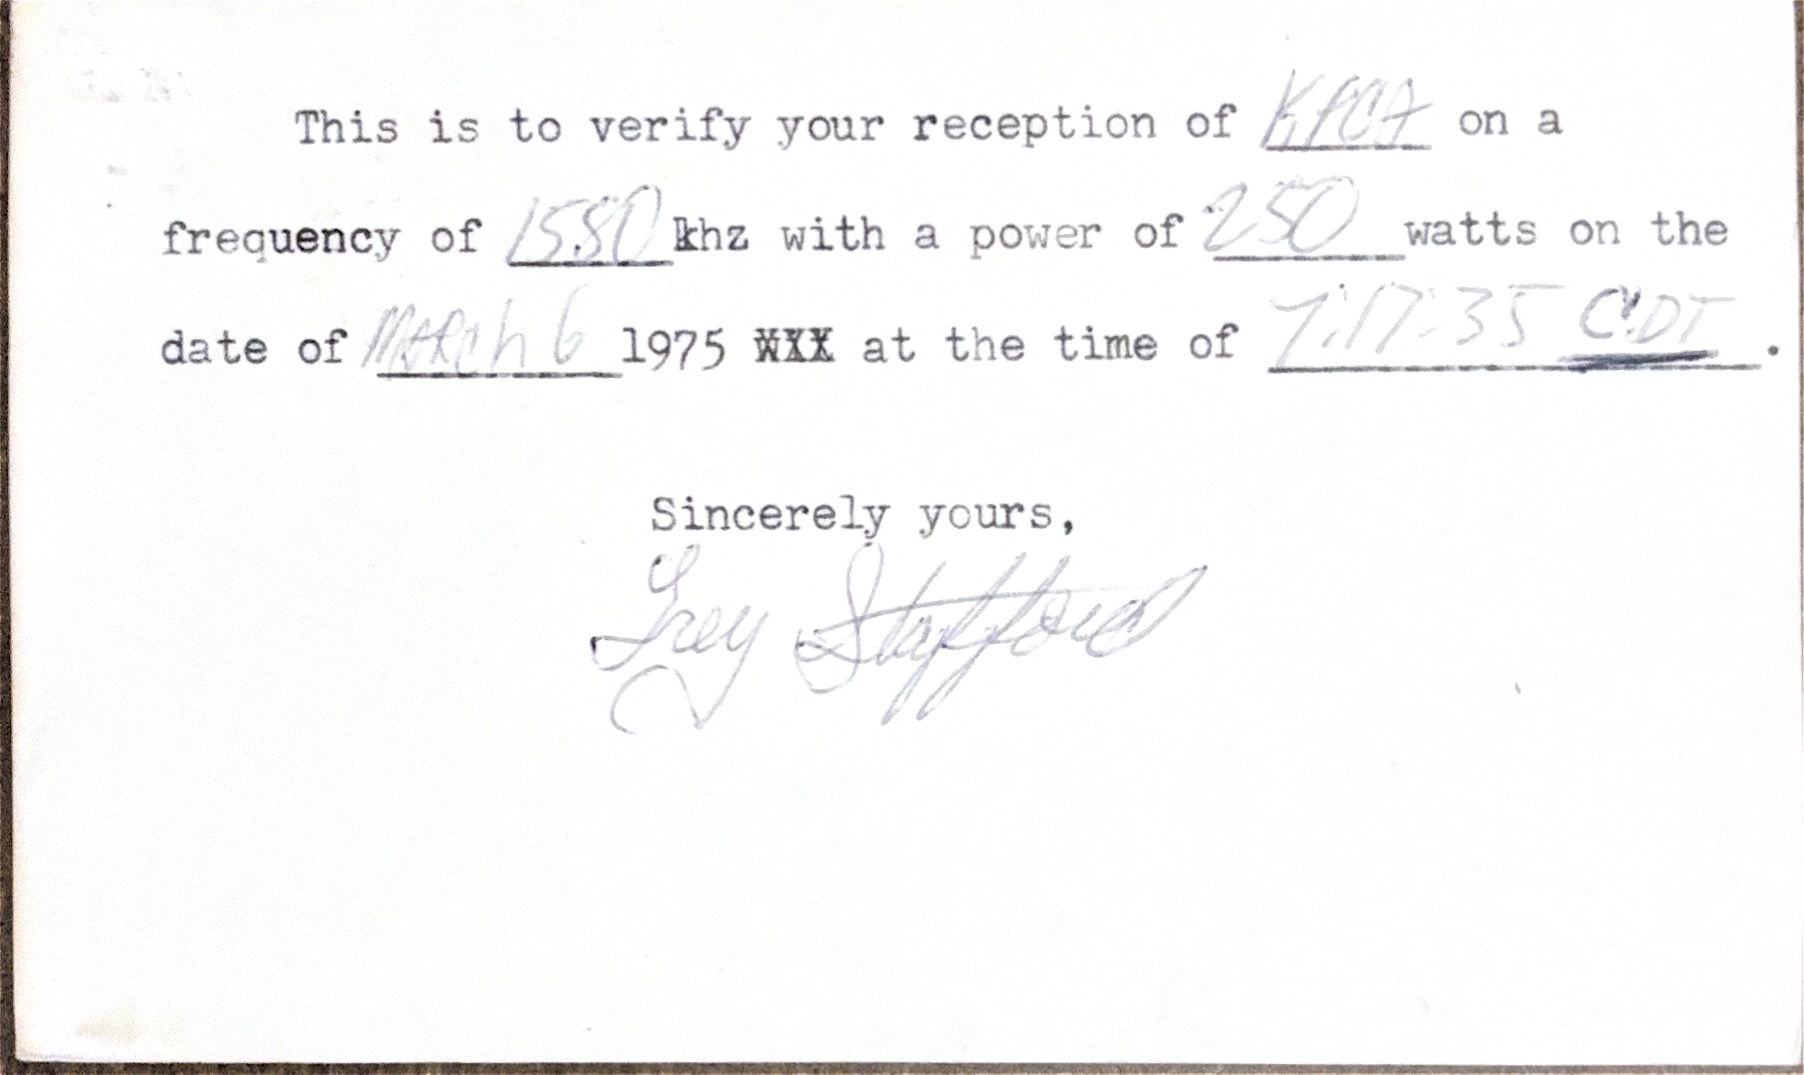 This is to verify your reception of KPCA on a
frequency of 1580 khz with a power of 250 watts on the
date of March 6 1975 XXX at the time of 7:17-35 CDT .
Sincerely yours,
Stafford